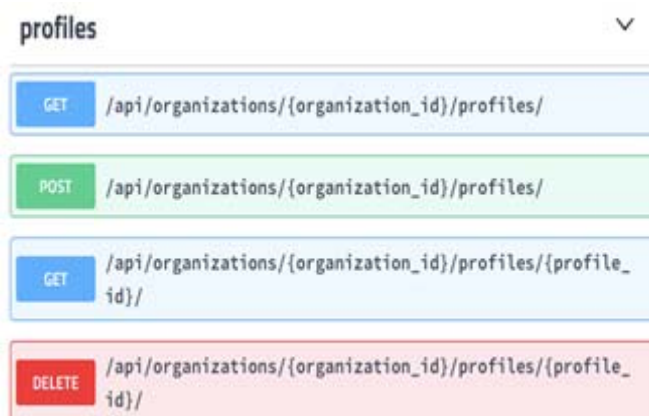 profiles
GET /api/organizations/{organization_id}/profiles/
POST /api/organizations/{organization_id}/profiles/
GET /api/organizations/{organization_id}/profiles/{profile_
id}/
DELETE /api/organizations/{organization_id}/profiles/{profile_
id}/